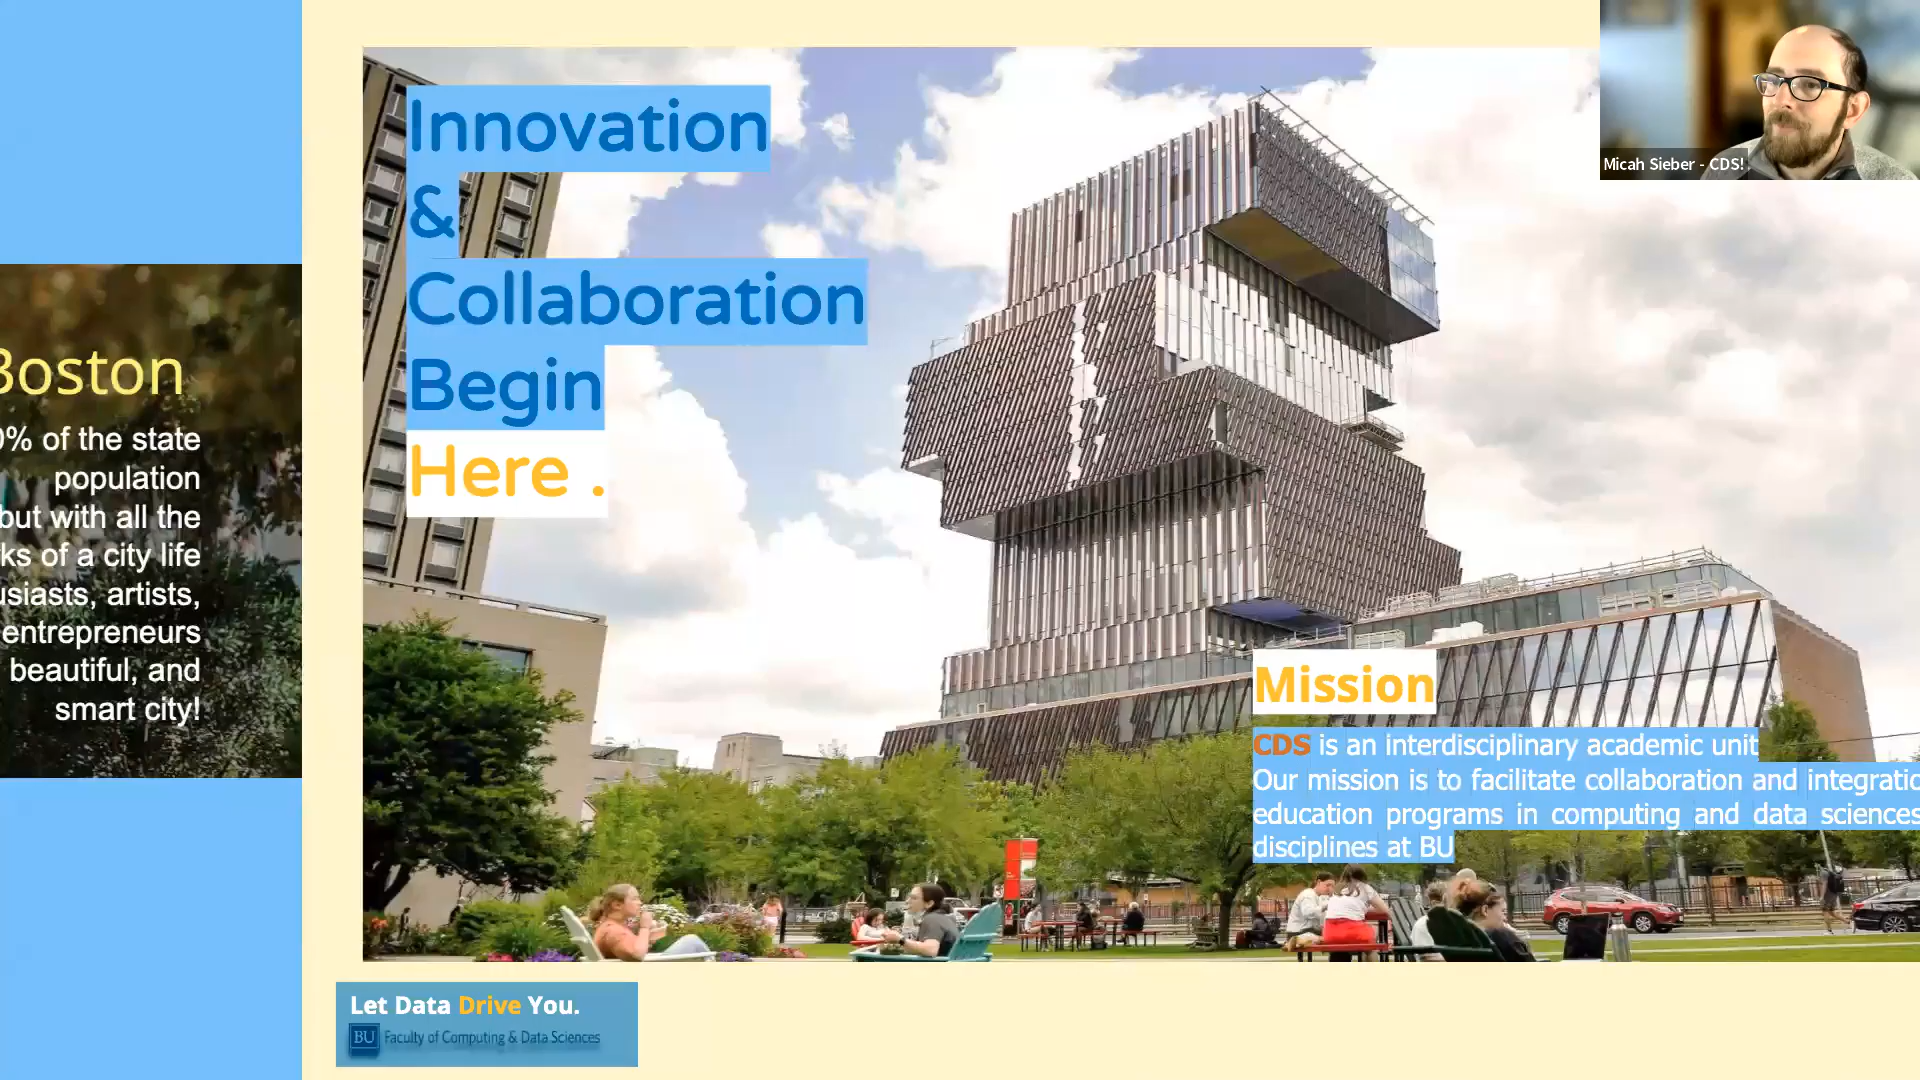 Boston
% of the state
population
but with all the
ks of a city life
usiasts, artists,
entrepreneurs
beautiful, and
smart city!
Innovation
&
Collaboration
Begin
Here .
Micah Sieber - CDS!
Mission
CDS is an interdisciplinary academic unit
Our mission is to facilitate collaboration and integratio
education programs in computing and data sciences
disciplines at BU
Let Data Drive You.
BU Faculty of Computing & Data Sciences